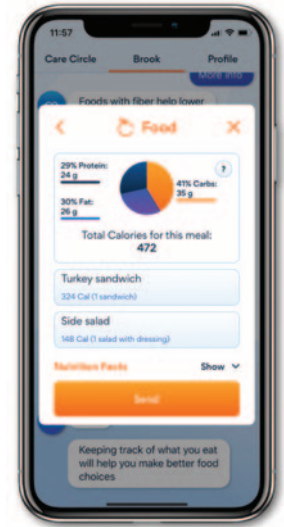 11:57
Care Circle Brook Profile
More info
Foods with fiber help lower
Food
29% Protein:
24 g
?
41% Carbs:
35 g
30% Fat:
26 g
Total Calories for this meal:
472
Turkey sandwich
324 Cal (1 sandwich)
Side salad
148 Cal (1 salad with dressing)
Nutrition Facts Show
Send
Keeping track of what you eat
will help you make better food
choices